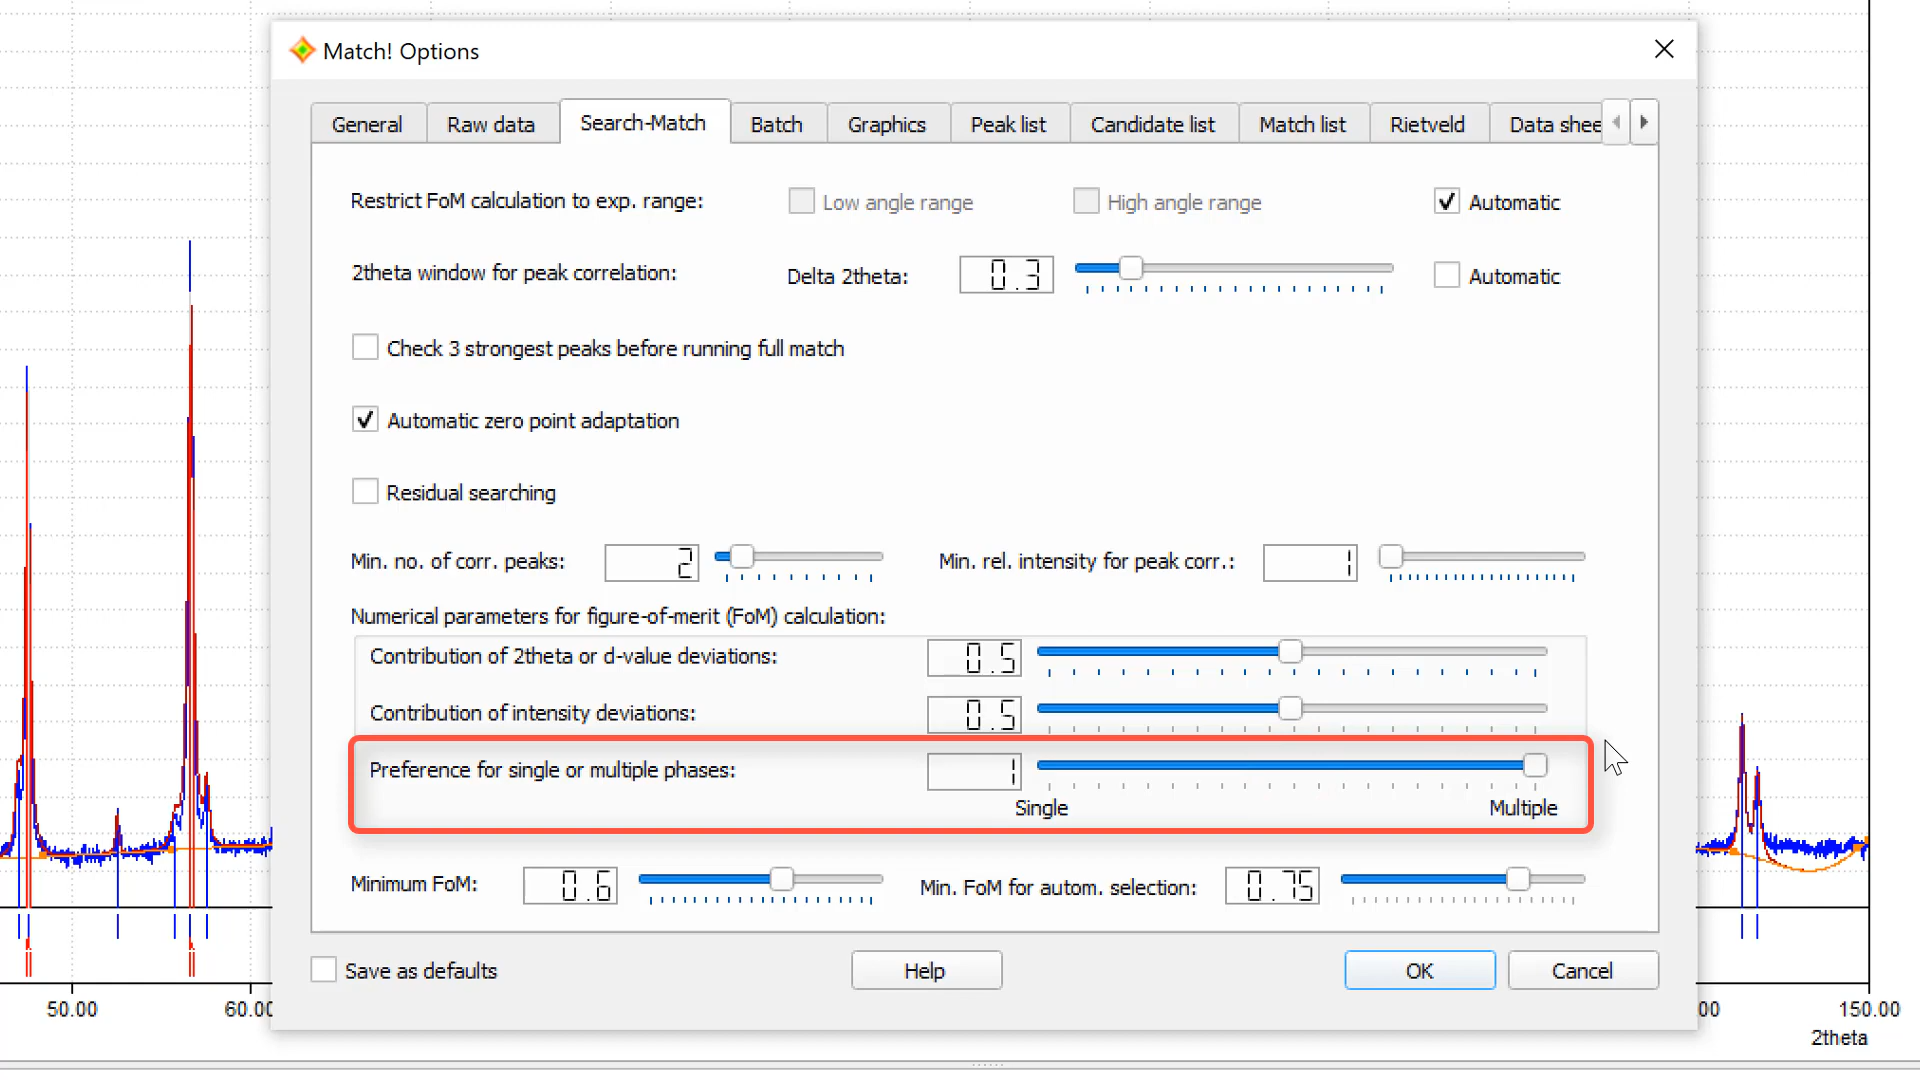 Match! Options
General Raw data Search-Match Batch Graphics Peak list Candidate list Match list Rietveld Data shee
Restrict FoM calculation to exp. range: Low angle range High angle range Automatic
2theta window for peak correlation: Delta 2theta: 0.3 Automatic
Check 3 strongest peaks before running full match
Automatic zero point adaptation
Residual searching
Min. no. of corr. peaks: 2 Min. rel. intensity for peak corr.: 1
Numerical parameters for figure-of-merit (FoM) calculation:
Contribution of 2theta or d-value deviations: 0.5
Contribution of intensity deviations: 0.5
Preference for single or multiple phases: 1
Single Multiple
Minimum FoM: 0.6 Min. FoM for autom. selection: 0.75
Save as defaults Help OK Cancel
50.00 60.00 00 150.00
2theta